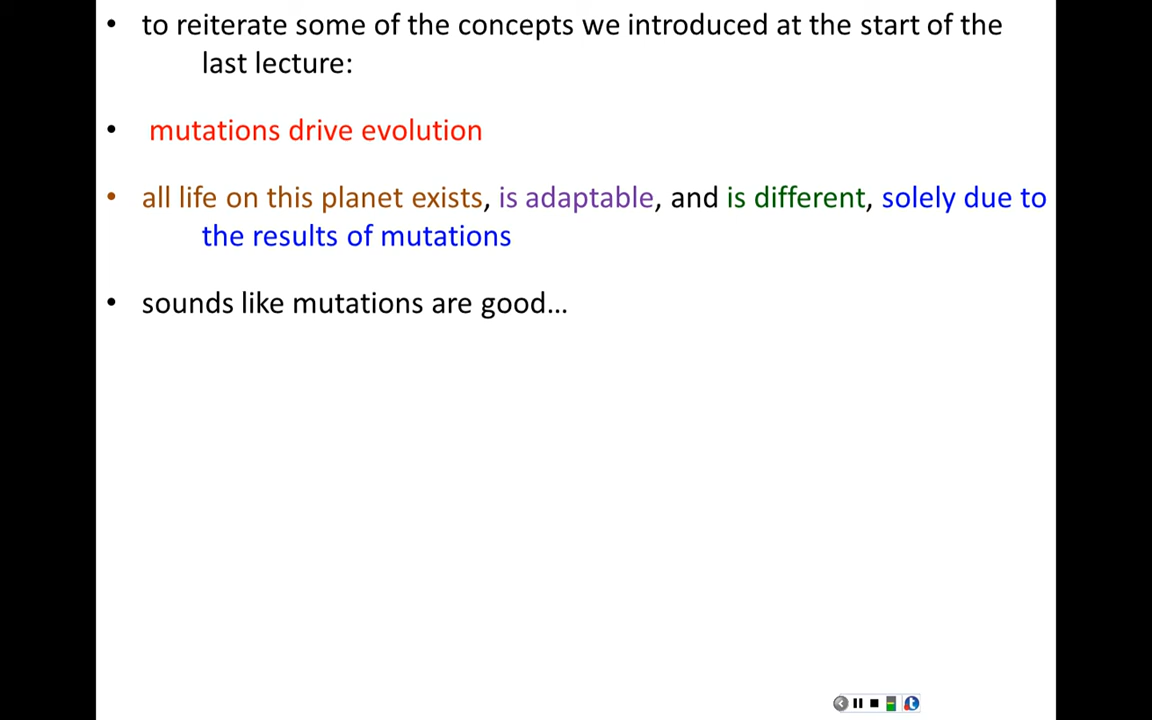 • to reiterate some of the concepts we introduced at the start of the
last lecture:
• mutations drive evolution
• all life on this planet exists, is adaptable, and is different, solely due to
the results of mutations
• sounds like mutations are good...
t